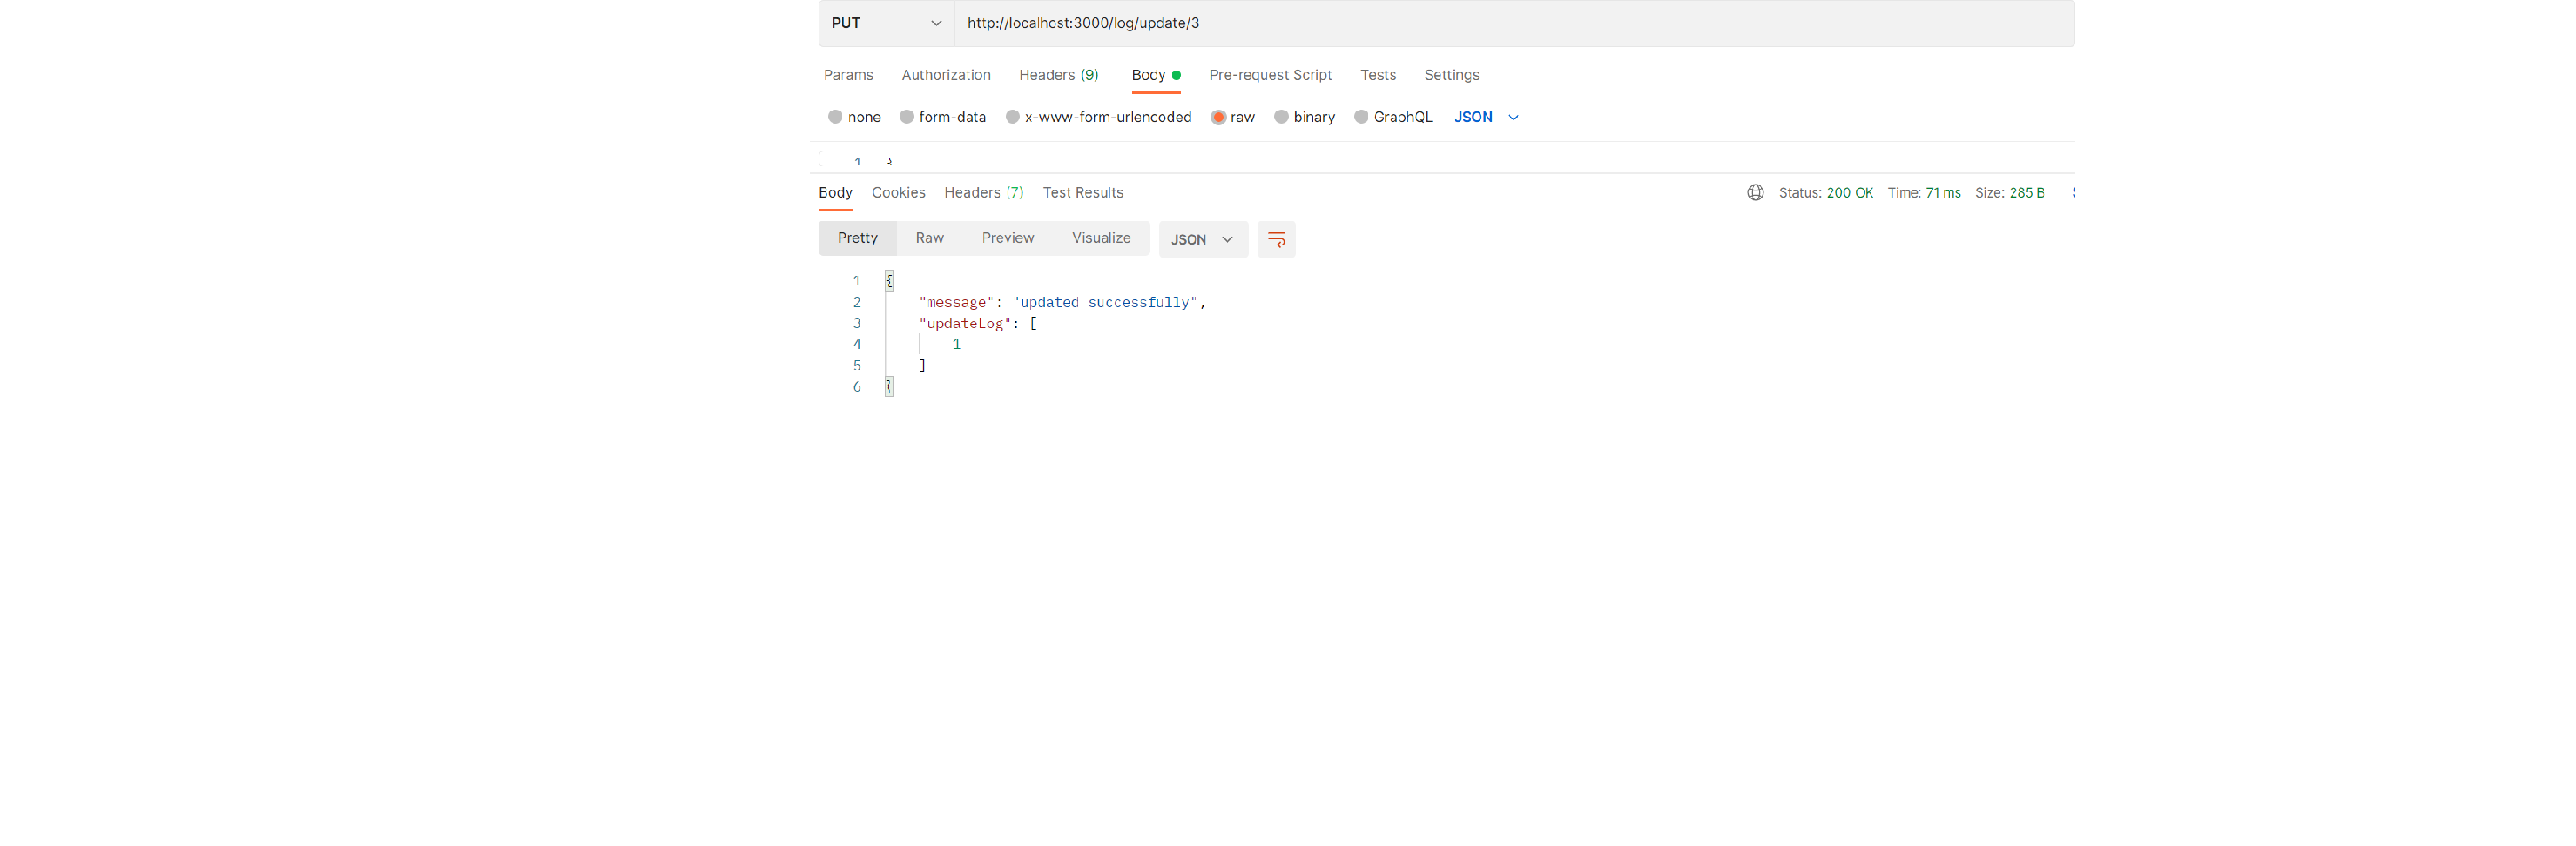 PUT http://localhost:3000/log/update/3
Params Authorization Headers (9) Body Pre-request Script Tests Settings
none form-data x-www-form-urlencoded raw binary GraphQL JSON
1 {
Body Cookies Headers (7) Test Results Status: 200 OK Time: 71 ms Size: 285 B
Pretty Raw Preview Visualize JSON
1 {
2 "message": "updated successfully",
3 "updateLog": [
4 1
5 ]
6 }